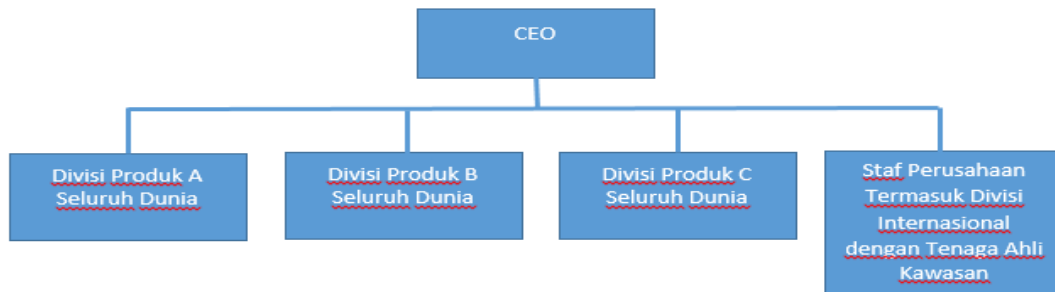 CEO
Divisi Produk A
Seluruh Dunia
Divisi Produk B
Seluruh Dunia
Divisi Produk C
Seluruh Dunia
Staf Perusahaan
Termasuk Divisi
Internasional
dengan Tenaga Ahli
Kawasan